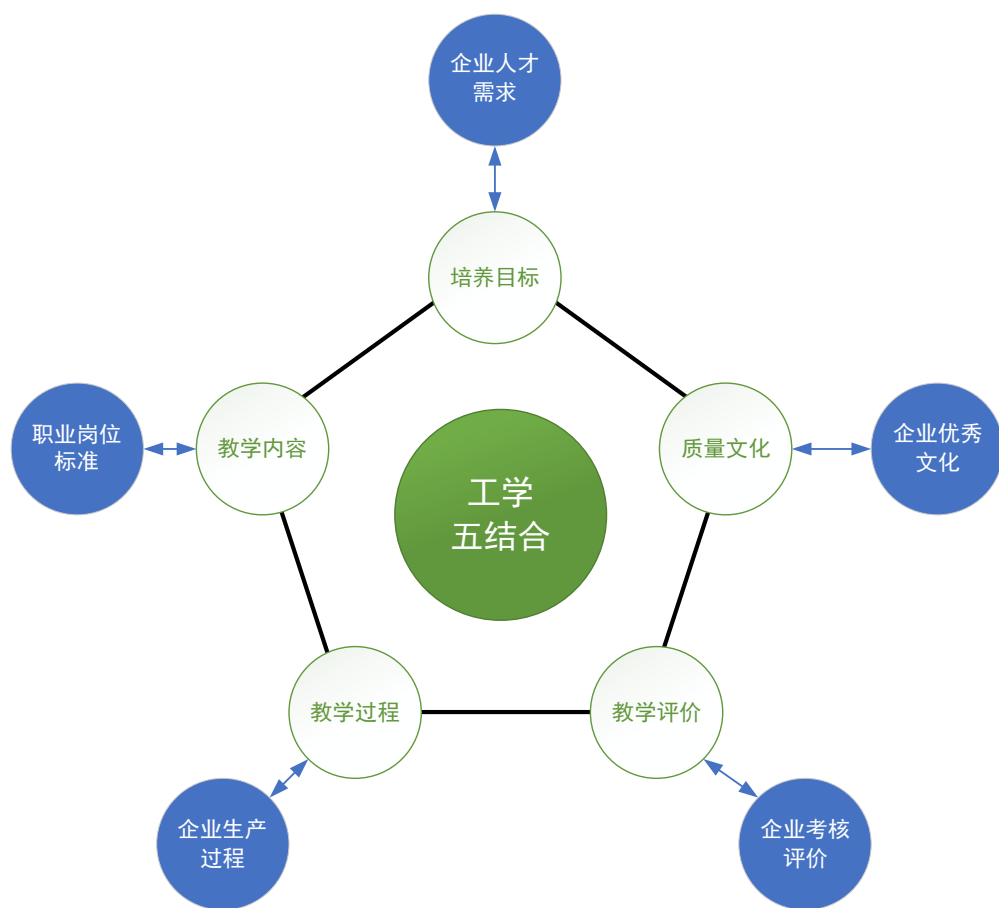 企业人才
需求
培养目标
职业岗位
标准
教学内容
质量文化
企业优秀
文化
工学
五结合
教学过程
教学评价
企业生产
过程
企业考核
评价